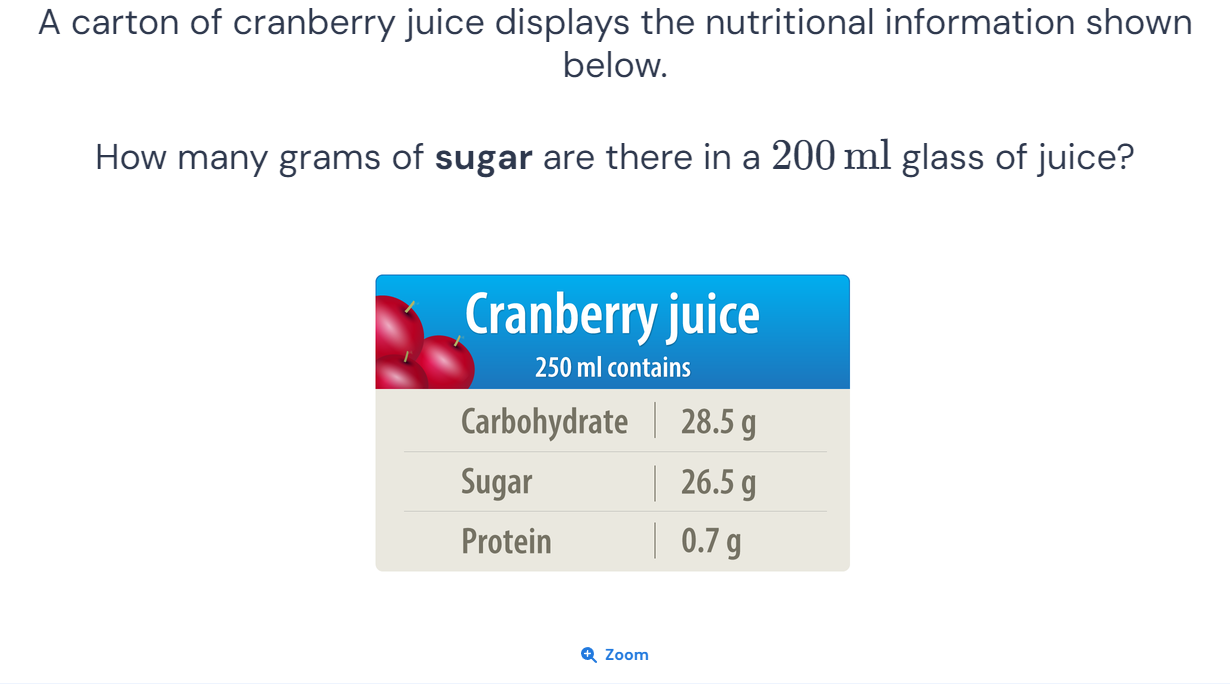 A carton of cranberry juice displays the nutritional information shown
below.
How many grams of sugar are there in a 200 ml glass of juice?
Cranberry juice
250 ml contains
Carbohydrate 28.5 g
Sugar 26.5 g
Protein 0.7 g
Zoom